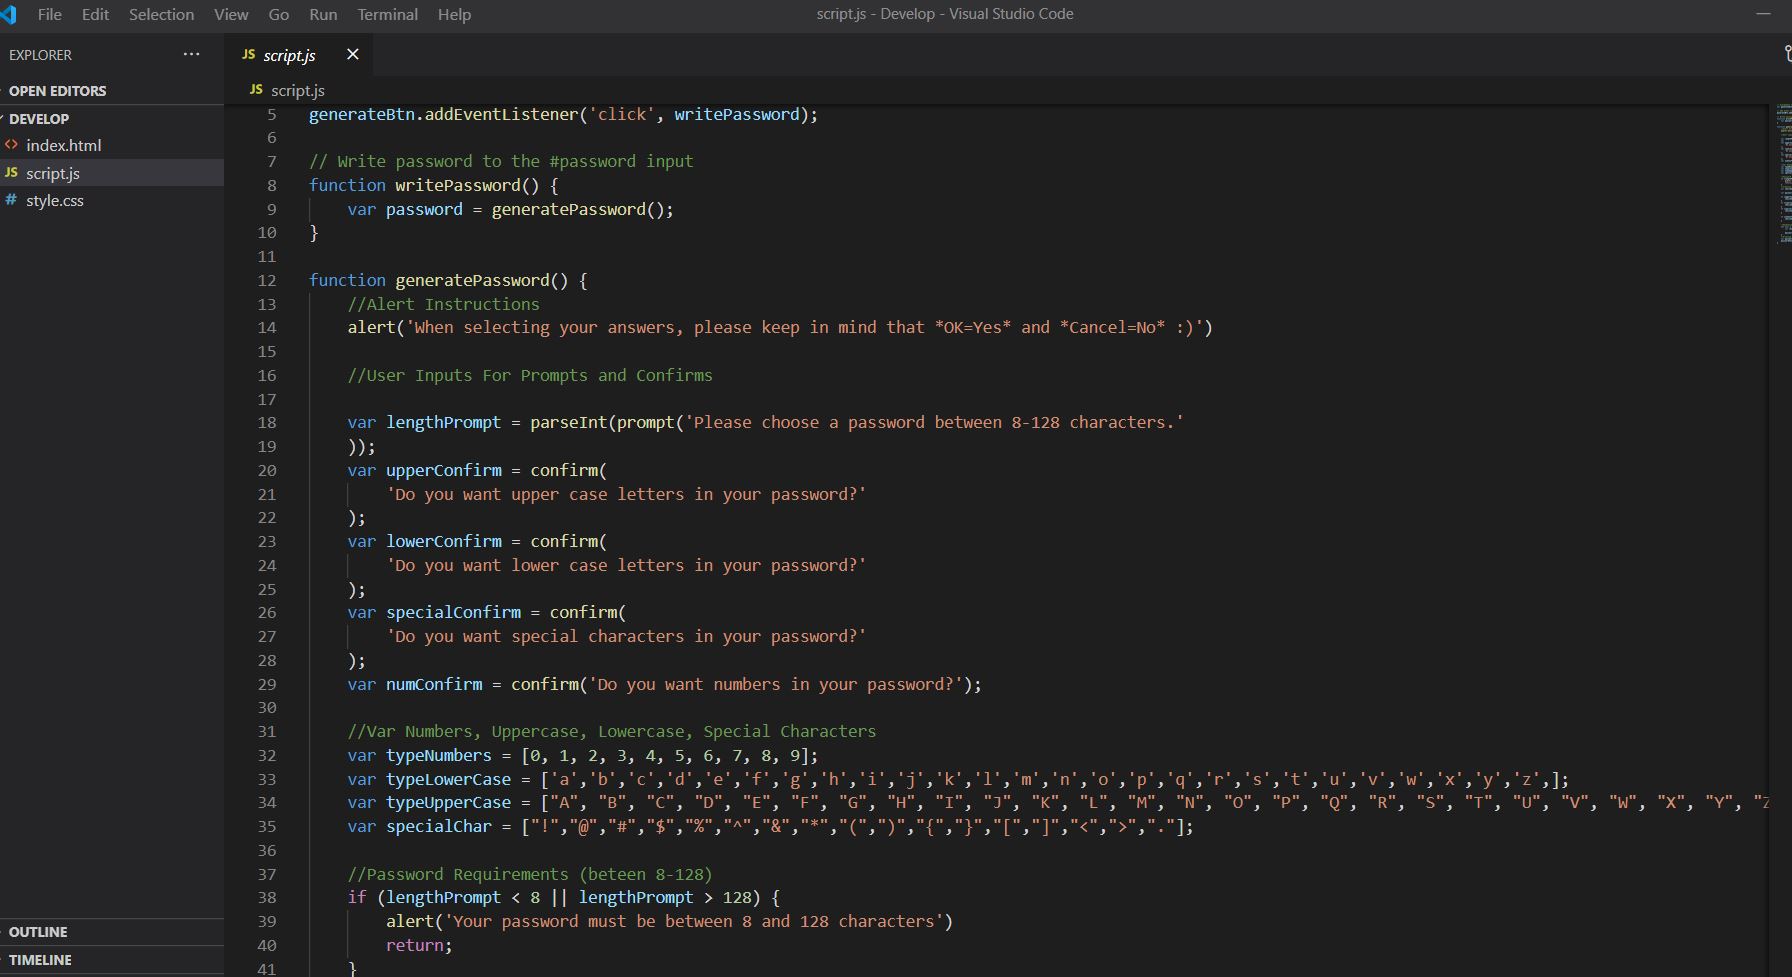 File Edit Selection View Go Run Terminal Help
script.js - Develop - Visual Studio Code
EXPLORER ...
OPEN EDITORS
DEVELOP
<> index.html
JS script.js
# style.css
OUTLINE
TIMELINE
JS script.js ×
JS script.js
5 generateBtn.addEventListener('click', writePassword);
6
7 // Write password to the #password input
8 function writePassword() {
9 var password = generatePassword();
10 }
11
12 function generatePassword() {
13 //Alert Instructions
14 alert('When selecting your answers, please keep in mind that *OK=Yes* and *Cancel=No* :)')
15
16 //User Inputs For Prompts and Confirms
17
18 var lengthPrompt = parseInt(prompt('Please choose a password between 8-128 characters.'
19 ));
20 var upperConfirm = confirm(
21 'Do you want upper case letters in your password?'
22 );
23 var lowerConfirm = confirm(
24 'Do you want lower case letters in your password?'
25 );
26 var specialConfirm = confirm(
27 'Do you want special characters in your password?'
28 );
29 var numConfirm = confirm('Do you want numbers in your password?');
30
31 //Var Numbers, Uppercase, Lowercase, Special Characters
32 var typeNumbers = [0, 1, 2, 3, 4, 5, 6, 7, 8, 9];
33 var typeLowerCase = ['a','b','c','d','e','f','g','h','i','j','k','l','m','n','o','p','q','r','s','t','u','v','w','x','y','z',];
34 var typeUpperCase = ["A", "B", "C", "D", "E", "F", "G", "H", "I", "J", "K", "L", "M", "N", "O", "P", "Q", "R", "S", "T", "U", "V", "W", "X", "Y", "Z
35 var specialChar = ["!","@","#","$","%","^","&","*","(",")","{","}","[","]","<",">","."];
36
37 //Password Requirements (beteen 8-128)
38 if (lengthPrompt < 8 || lengthPrompt > 128) {
39 alert('Your password must be between 8 and 128 characters')
40 return;
41 }